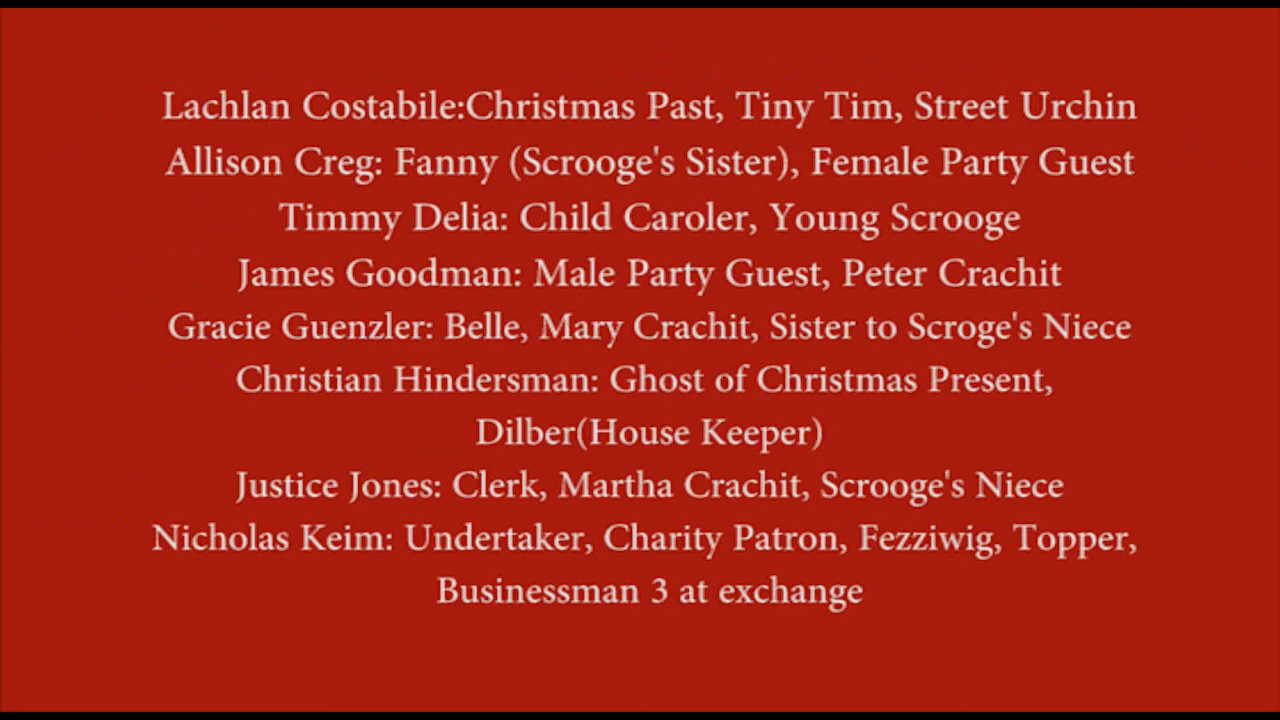 Lachlan Costabile:Christmas Past, Tiny Tim, Street Urchin
Allison Creg: Fanny (Scrooge's Sister), Female Party Guest
Timmy Delia: Child Caroler, Young Scrooge
James Goodman: Male Party Guest, Peter Crachit
Gracie Guenzler: Belle, Mary Crachit, Sister to Scroge's Niece
Christian Hindersman: Ghost of Christmas Present,
Dilber(House Keeper)
Justice Jones: Clerk, Martha Crachit, Scrooge's Niece
Nicholas Keim: Undertaker, Charity Patron, Fezziwig, Topper,
Businessman 3 at exchange